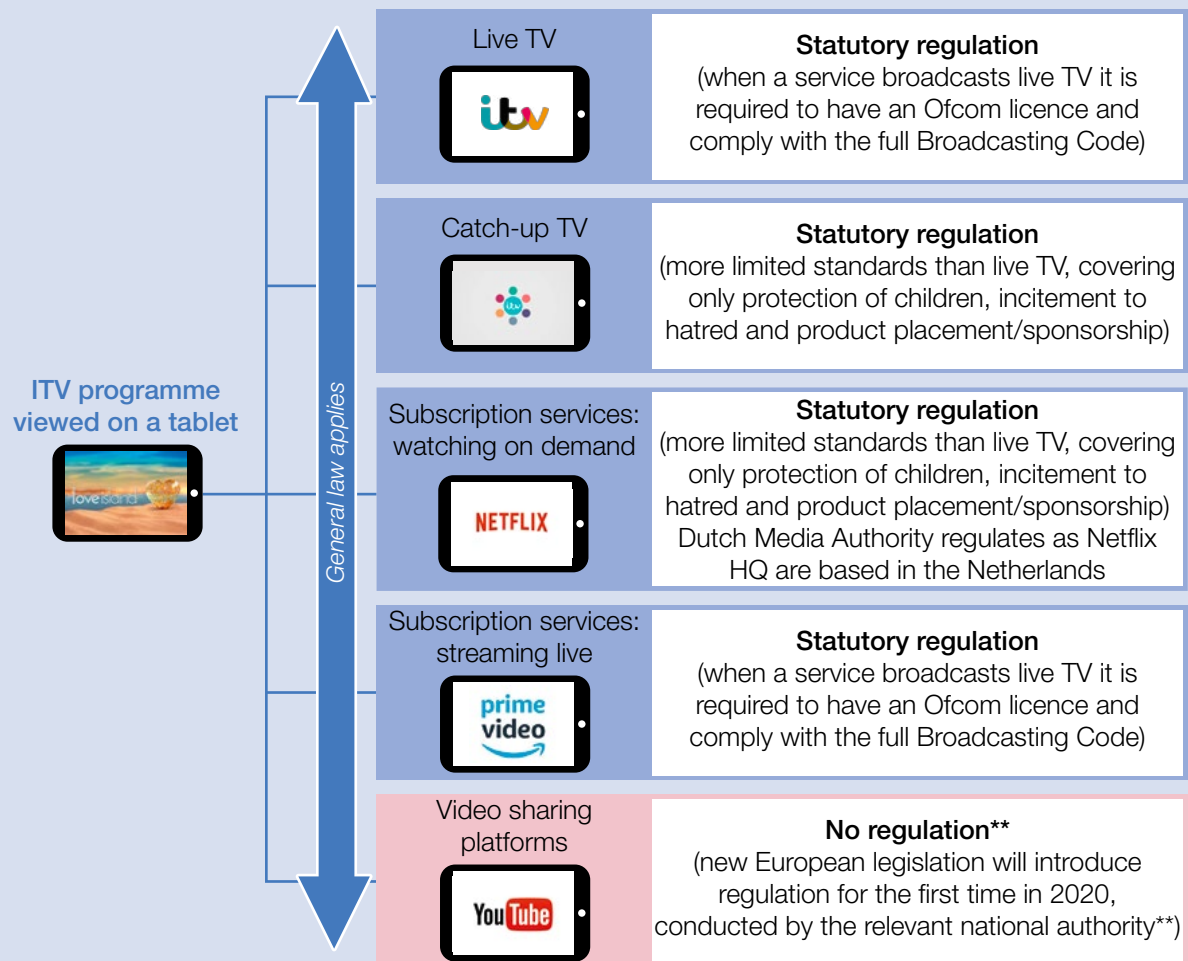 ITV programme
viewed on a tablet
love island
General law applies
Live TV
itv
Statutory regulation
(when a service broadcasts live TV it is
required to have an Ofcom licence and
comply with the full Broadcasting Code)
Catch-up TV
itv
Statutory regulation
(more limited standards than live TV, covering
only protection of children, incitement to
hatred and product placement/sponsorship)
Subscription services:
watching on demand
NETFLIX
Statutory regulation
(more limited standards than live TV, covering
only protection of children, incitement to
hatred and product placement/sponsorship)
Dutch Media Authority regulates as Netflix
HQ are based in the Netherlands
Subscription services:
streaming live
prime
video
Statutory regulation
(when a service broadcasts live TV it is
required to have an Ofcom licence and
comply with the full Broadcasting Code)
Video sharing
platforms
YouTube
No regulation**
(new European legislation will introduce
regulation for the first time in 2020,
conducted by the relevant national authority**)